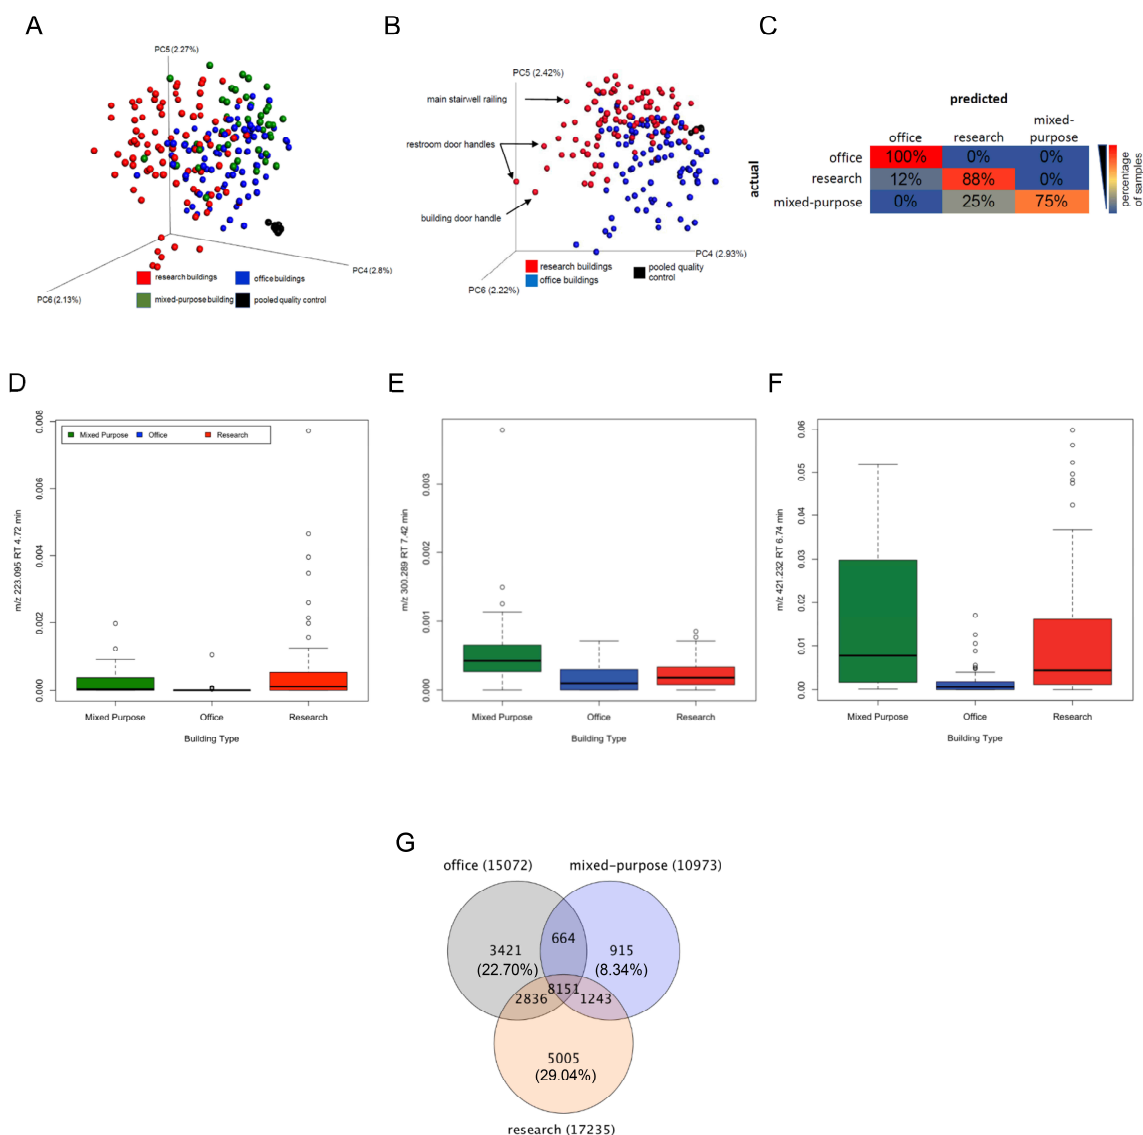 A
PC5 (2.27%)
PC4 (2.8%)
PC6 (2.13%)
research buildings
office buildings
mixed-purpose building
pooled quality control
B
PC5 (2.42%)
main stairwell railing
restroom door handles
building door handle
PC4 (2.93%)
PC6 (2.22%)
research buildings
office buildings
pooled quality
control
C
predicted
office research mixed-
purpose
actual
office 100% 0% 0%
research 12% 88% 0%
mixed-purpose 0% 25% 75%
percentage
of samples
D
m/z 223.095 RT 4.72 min
0.008
0.006
0.004
0.002
0.000
Mixed Purpose Office Research
Mixed Purpose Office Research
Building Type
E
m/z 300.289 RT 7.42 min
0.003
0.002
0.001
0.000
Mixed Purpose Office Research
Building Type
F
m/z 421.232 RT 6.74 min
0.06
0.05
0.04
0.03
0.02
0.01
0.00
Mixed Purpose Office Research
Building Type
G
office (15072) mixed-purpose (10973)
664
3421
(22.70%)
915
(8.34%)
8151
2836
1243
5005
(29.04%)
research (17235)